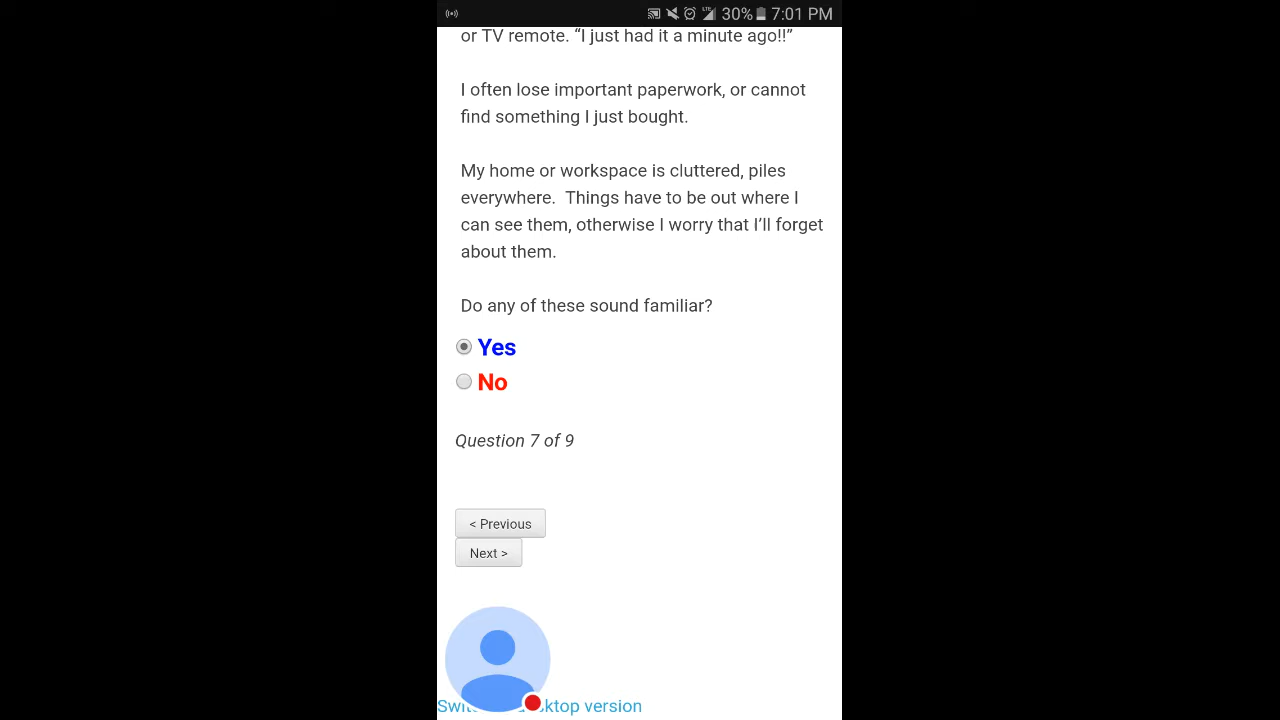 LTE 30% 7:01 PM
or TV remote. “I just had it a minute ago!!”
I often lose important paperwork, or cannot
find something I just bought.
My home or workspace is cluttered, piles
everywhere.  Things have to be out where I
can see them, otherwise I worry that I’ll forget
about them.
Do any of these sound familiar?
Yes
No
Question 7 of 9
< Previous
Next >
version